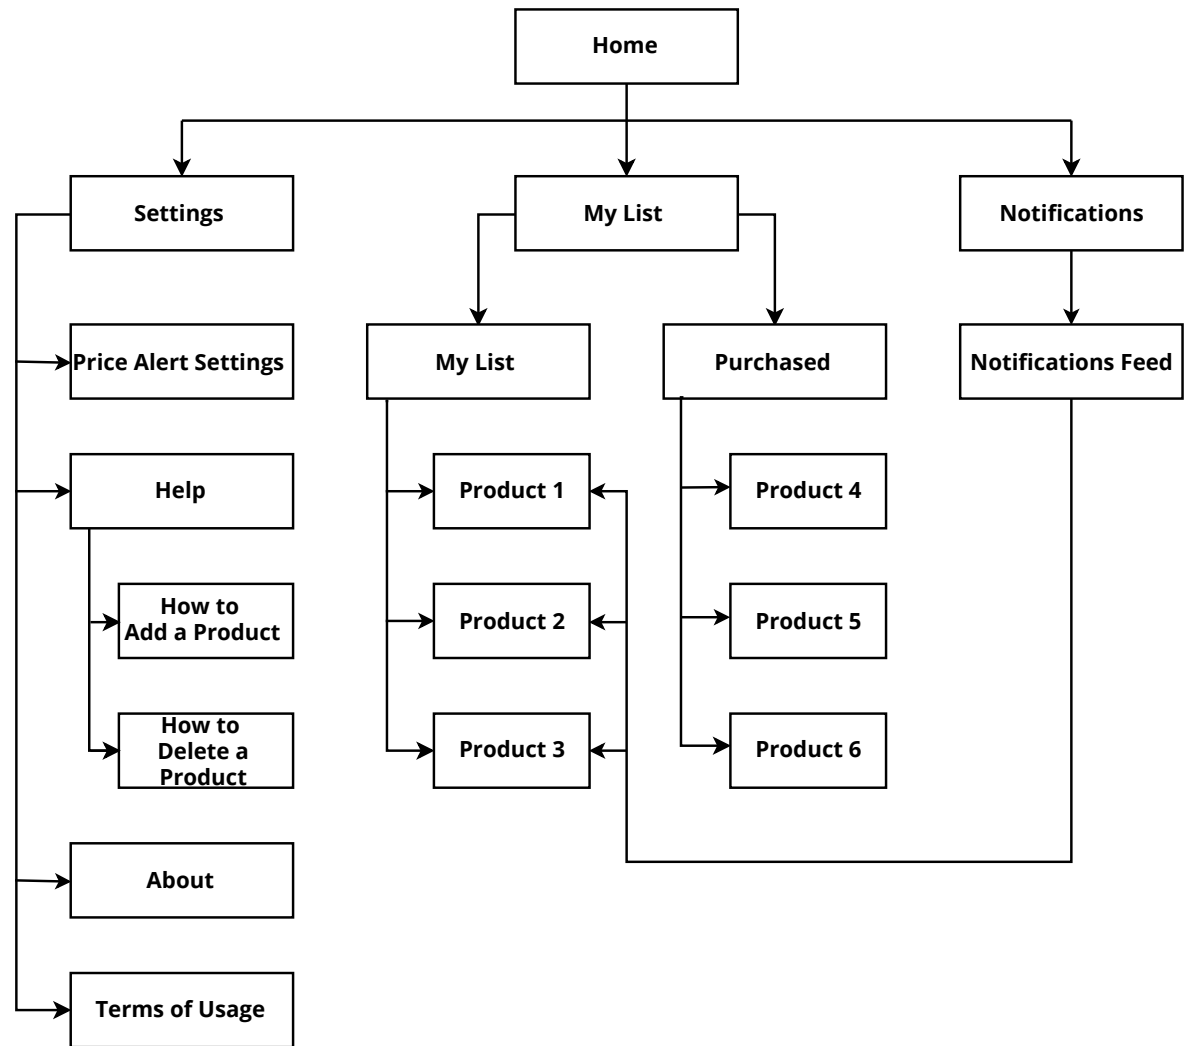 Home
Settings
My List
Notifications
Price Alert Settings
My List
Purchased
Notifications Feed
Help
Product 1
Product 4
How to
Add a Product
Product 2
Product 5
How to
Delete a
Product
Product 3
Product 6
About
Terms of Usage